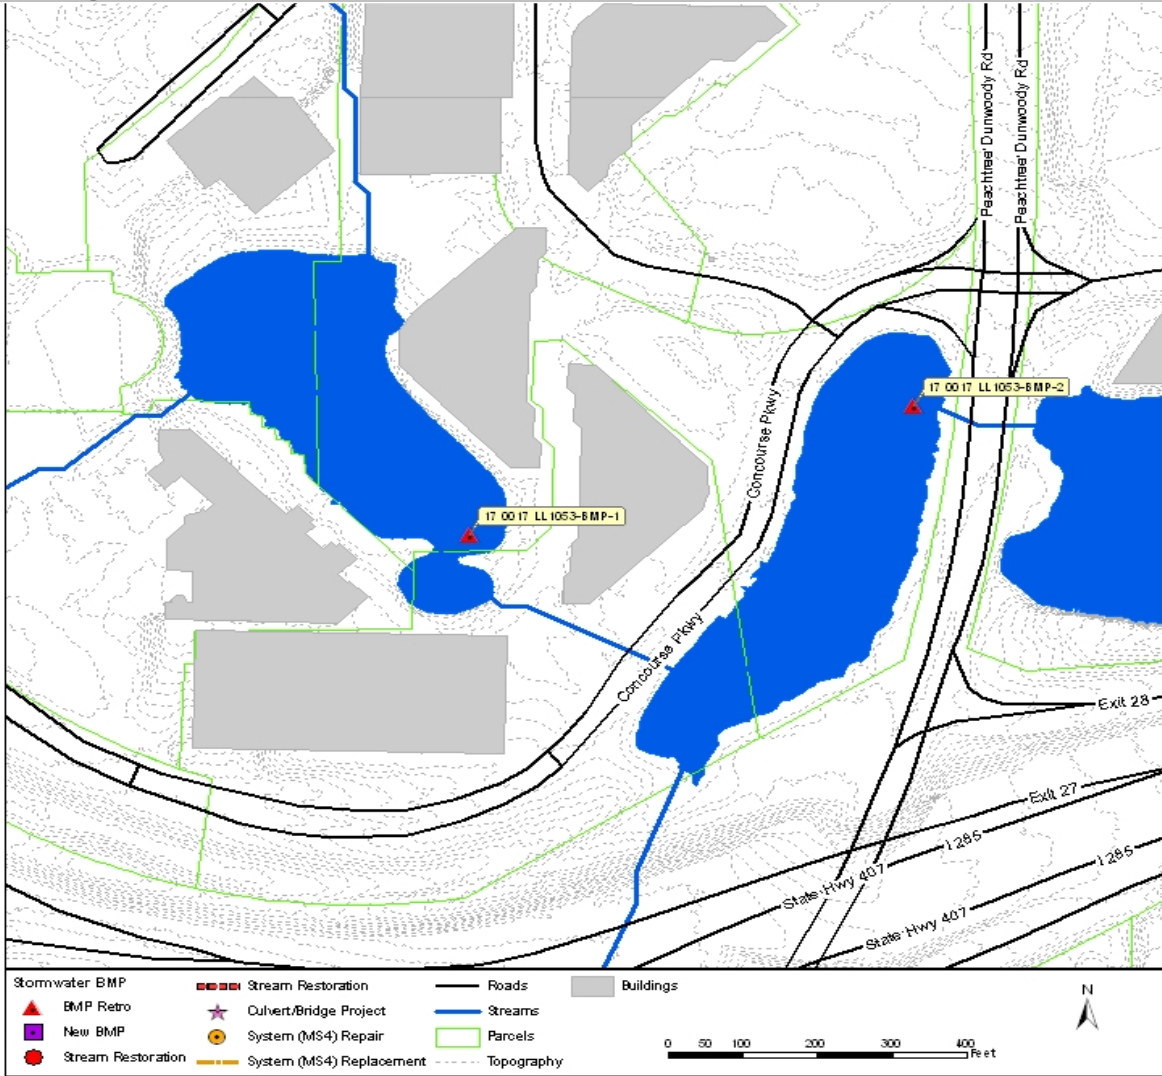 Peachtree Dunwoody Rd
Peachtree Dunwoody Rd
17 0017 LL1053-BMP-2
Concourse Pkwy
17 0017 LL1053-BMP-1
Concourse Pkwy
Exit 28
Exit 27
I 285
I 285
State Hwy 407
State Hwy 407
Stormwater BMP
BMP Retro
New BMP
Stream Restoration
Stream Restoration
Culvert/Bridge Project
System (MS4) Repair
System (MS4) Replacement
Roads
Streams
Parcels
Topography
Buildings
0 50 100 200 300 400
Feet
N